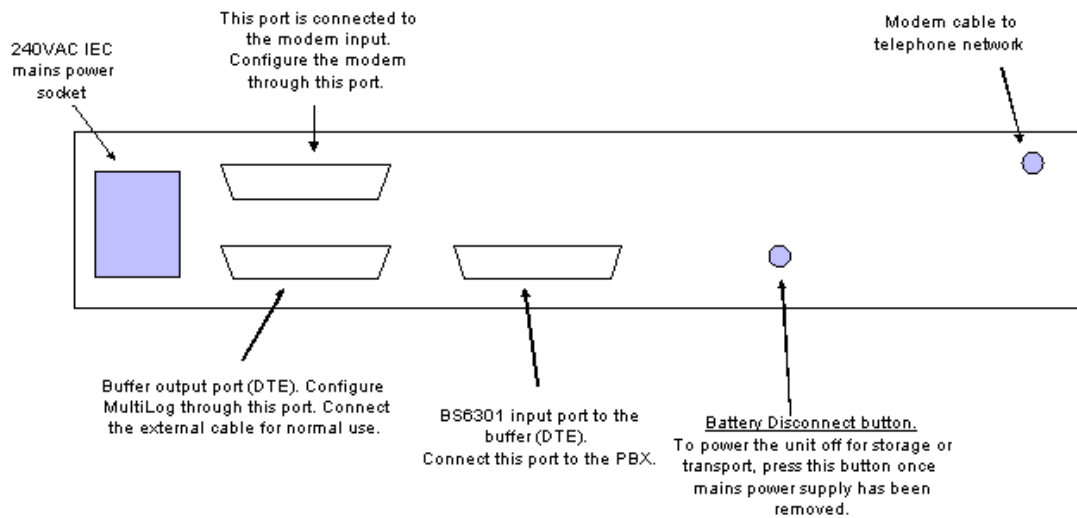 This port is connected to
the modem input.
Configure the modem
through this port.
240VAC IEC
mains power
socket
Modem cable to
telephone network
Buffer output port (DTE). Configure
MultiLog through this port. Connect
the external cable for normal use.
BS6301 input port to the
buffer (DTE).
Connect this port to the PBX.
Battery Disconnect button.
To power the unit off for storage or
transport, press this button once
mains power supply has been
removed.